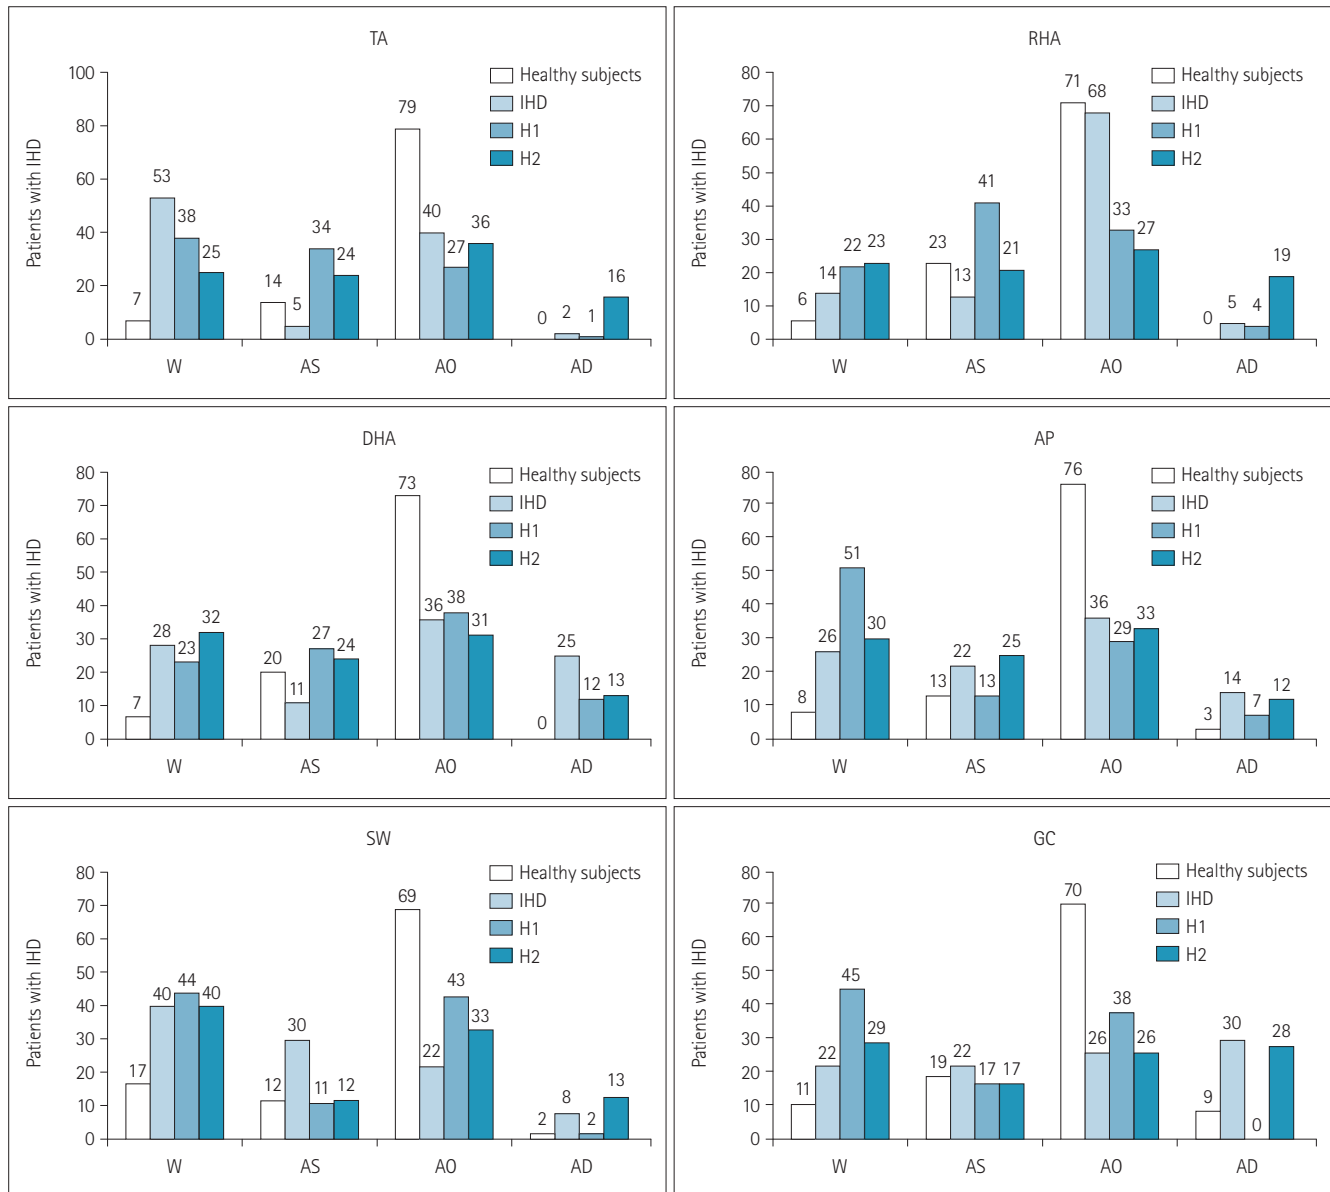 TA
Patients with IHD
100
80
60
40
20
0
Healthy subjects
IHD
H1
H2
7 53 38 25
14 5 34 24
79 40 27 36
0 2 1 16
W AS AO AD
RHA
Patients with IHD
80
70
60
50
40
30
20
10
0
Healthy subjects
IHD
H1
H2
6 14 22 23
23 13 41 21
71 68 33 27
0 5 4 19
W AS AO AD
DHA
Patients with IHD
80
70
60
50
40
30
20
10
0
Healthy subjects
IHD
H1
H2
7 28 23 32
20 11 27 24
73 36 38 31
0 25 12 13
W AS AO AD
AP
Patients with IHD
80
70
60
50
40
30
20
10
0
Healthy subjects
IHD
H1
H2
8 26 51 30
13 22 13 25
76 36 29 33
3 14 7 12
W AS AO AD
SW
Patients with IHD
80
70
60
50
40
30
20
10
0
Healthy subjects
IHD
H1
H2
17 40 44 40
12 30 11 12
69 22 43 33
2 8 2 13
W AS AO AD
GC
Patients with IHD
80
70
60
50
40
30
20
10
0
Healthy subjects
IHD
H1
H2
11 22 45 29
19 22 17 17
70 26 38 26
9 30 0 28
W AS AO AD